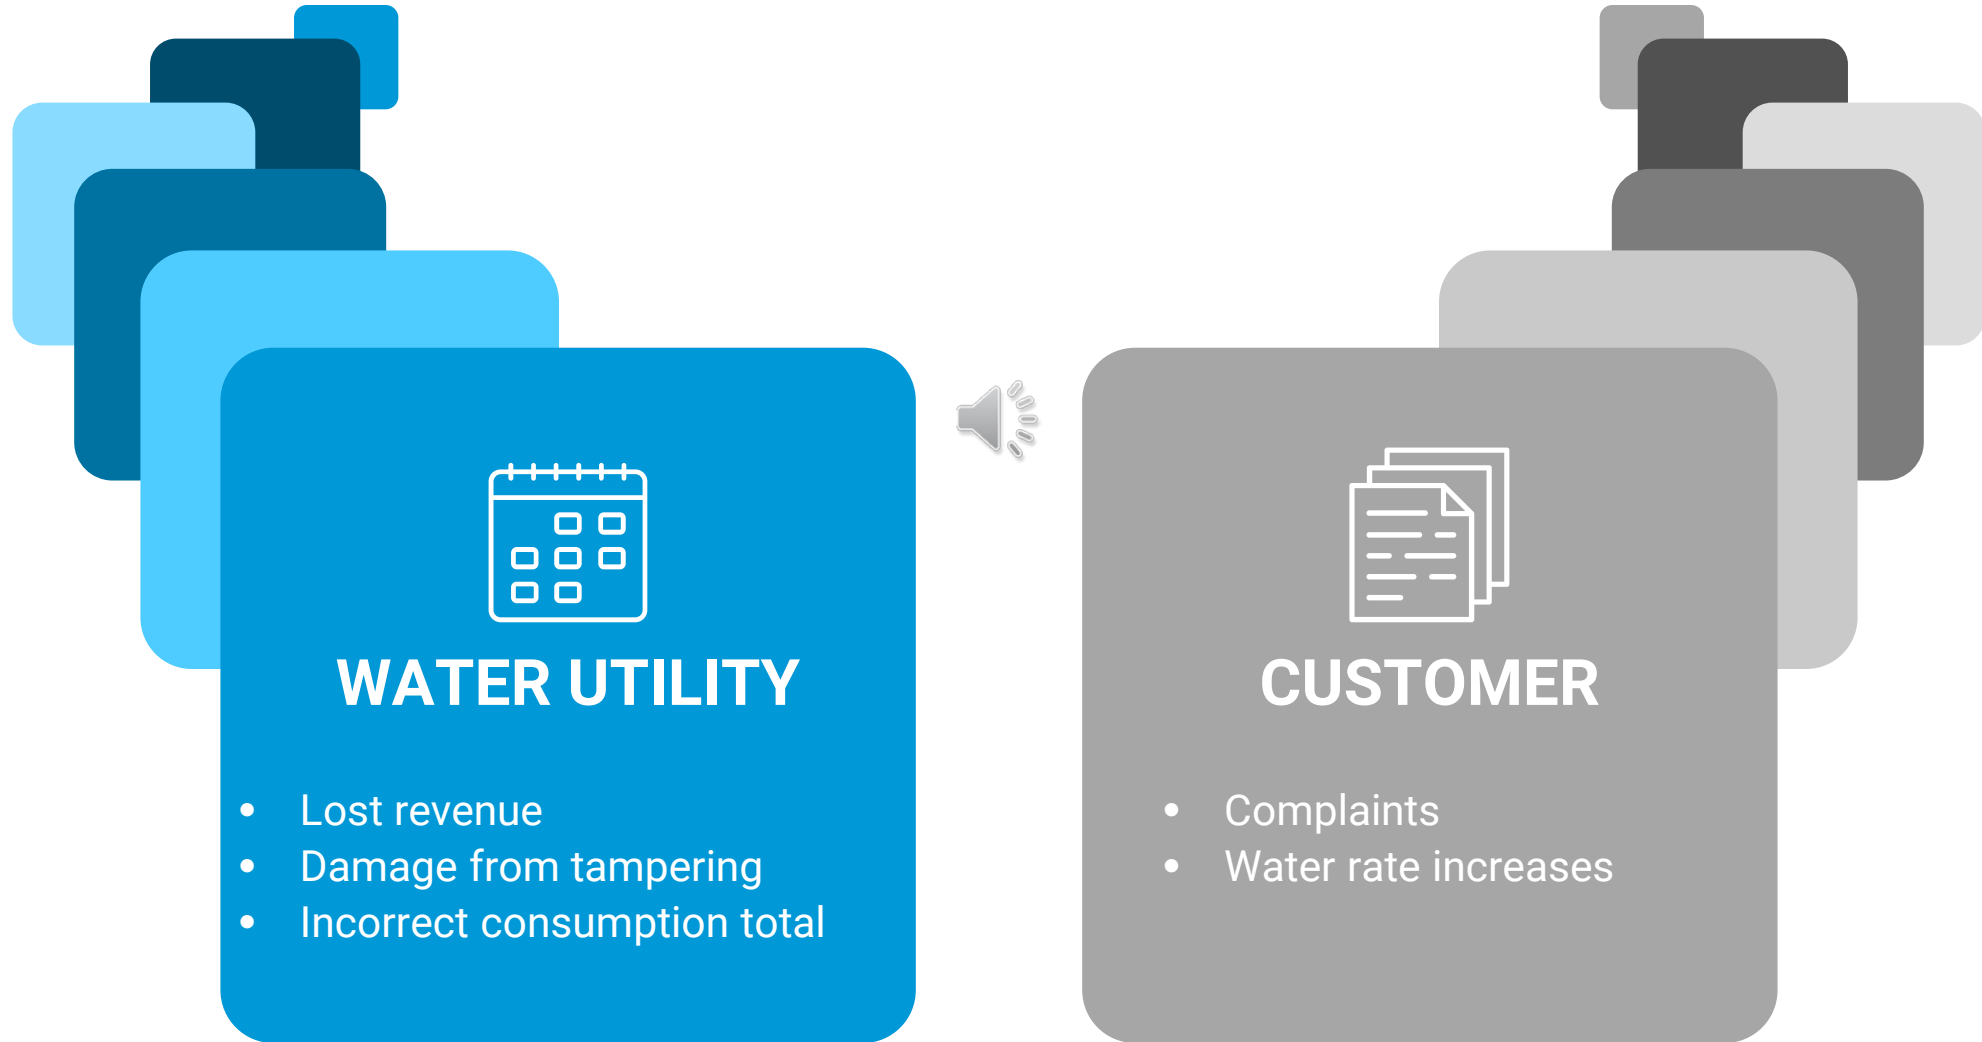 WATER UTILITY
• Lost revenue
• Damage from tampering
• Incorrect consumption total
CUSTOMER
• Complaints
• Water rate increases